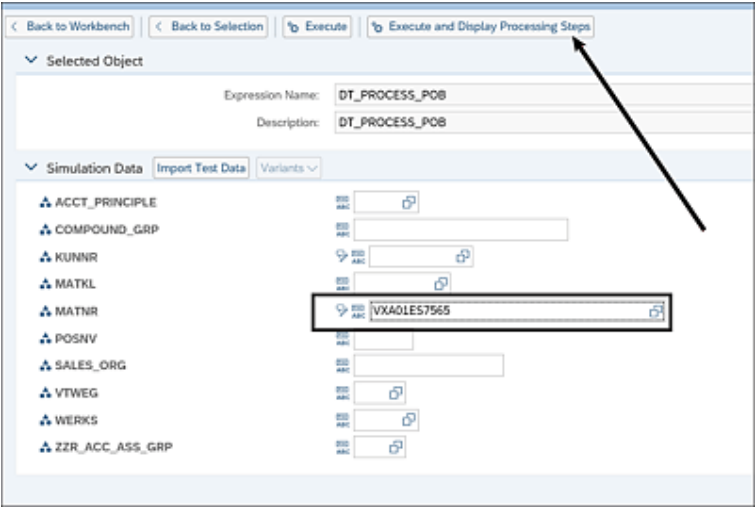 < Back to Workbench < Back to Selection Execute Execute and Display Processing Steps
Selected Object
Expression Name: DT_PROCESS_POB
Description: DT_PROCESS_POB
Simulation Data Import Test Data Variants
ACCT_PRINCIPLE
COMPOUND_GRP
KUNNR
MATKL
MATNR VXA01ES7565
POSNV
SALES_ORG
VTWEG
WERKS
ZZR_ACC_ASS_GRP